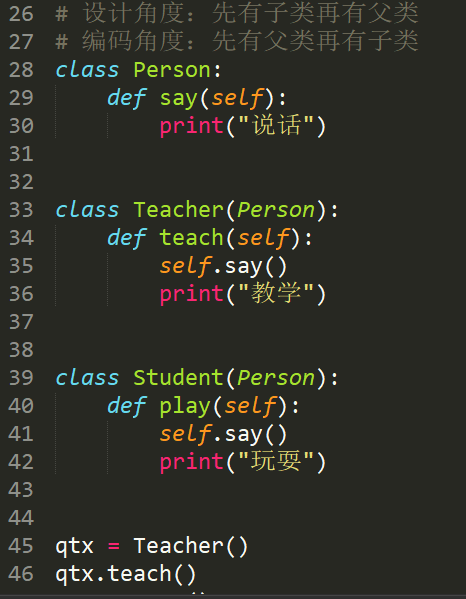 26 # 设计角度：先有子类再有父类
27 # 编码角度：先有父类再有子类
28 class Person:
29     def say(self):
30         print("说话")
31
32
33 class Teacher(Person):
34     def teach(self):
35         self.say()
36         print("教学")
37
38
39 class Student(Person):
40     def play(self):
41         self.say()
42         print("玩耍")
43
44
45 qtx = Teacher()
46 qtx.teach()